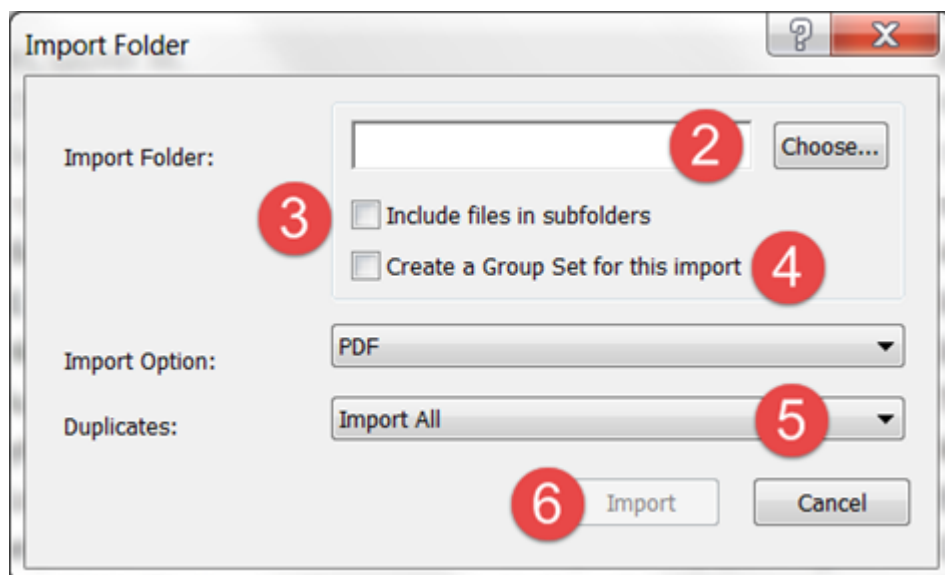 Import Folder
?
X
Import Folder:
2
Choose...
3
Include files in subfolders
Create a Group Set for this import
4
Import Option:
PDF
Duplicates:
Import All
5
6
Import
Cancel